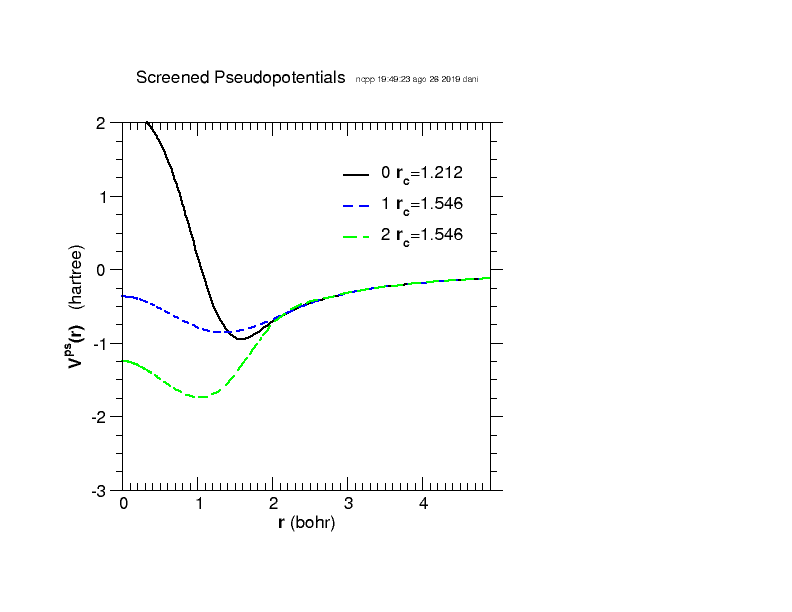 Screened Pseudopotentials ncpp 19:49:23 ago 26 2019 dani
2
1
0
-1
-2
-3
0 rc=1.212
1 rc=1.546
2 rc=1.546
Vps(r) (hartree)
0 1 2 3 4
r (bohr)